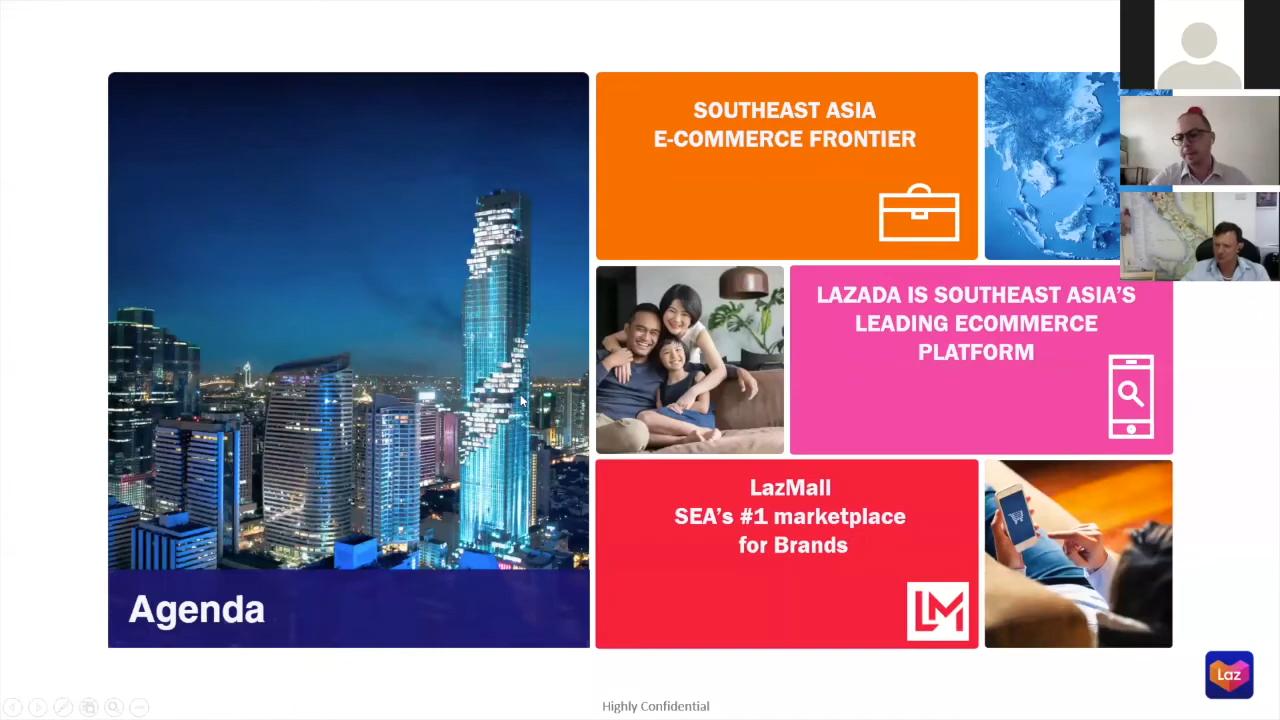 SOUTHEAST ASIA
E-COMMERCE FRONTIER
LAZADA IS SOUTHEAST ASIA'S
LEADING ECOMMERCE
PLATFORM
LazMall
SEA's #1 marketplace
for Brands
LM
Agenda
Laz
Highly Confidential